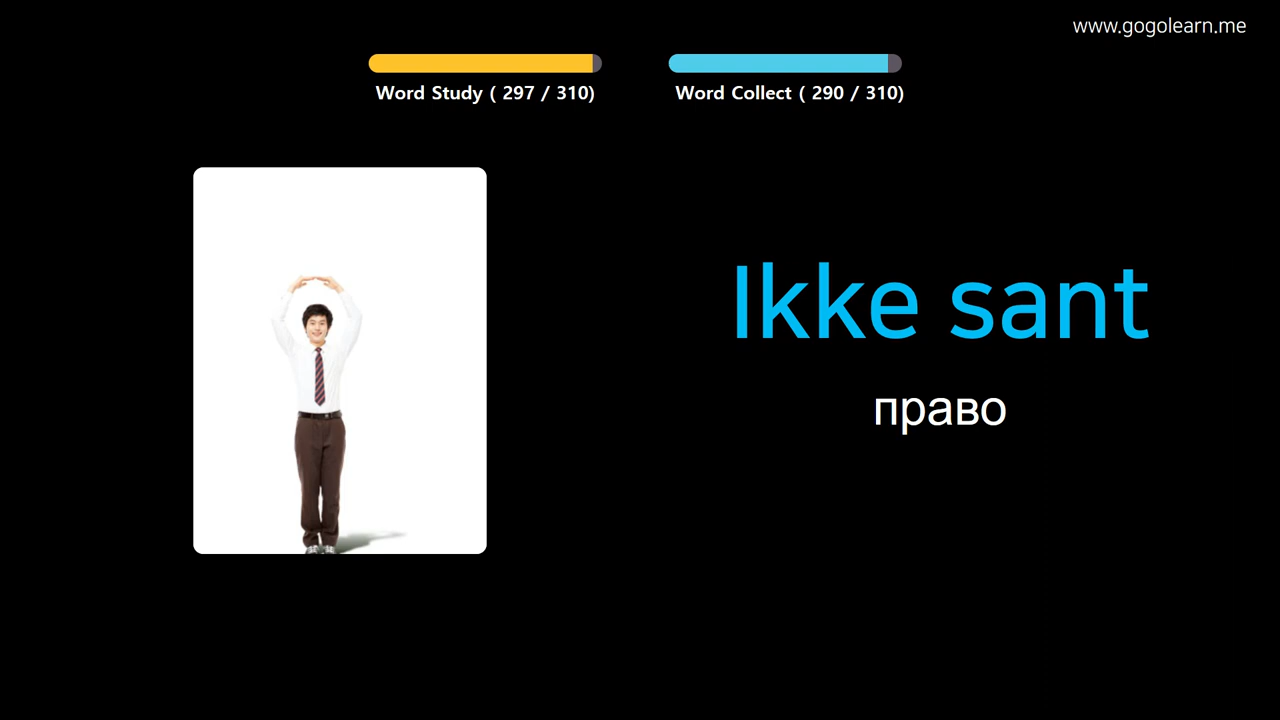 www.gogolearn.me
Word Study ( 297 / 310)
Word Collect ( 290 / 310)
Ikke sant
право